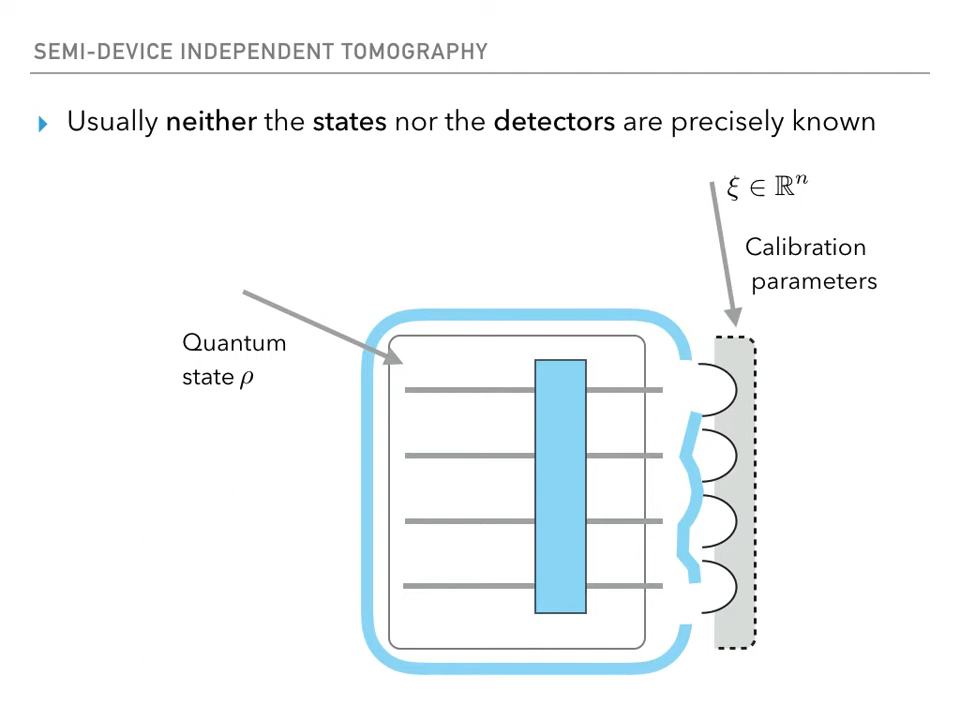 SEMI-DEVICE INDEPENDENT TOMOGRAPHY
Usually neither the states nor the detectors are precisely known
ξ ∈ ℝⁿ
Calibration
parameters
Quantum
state ρ